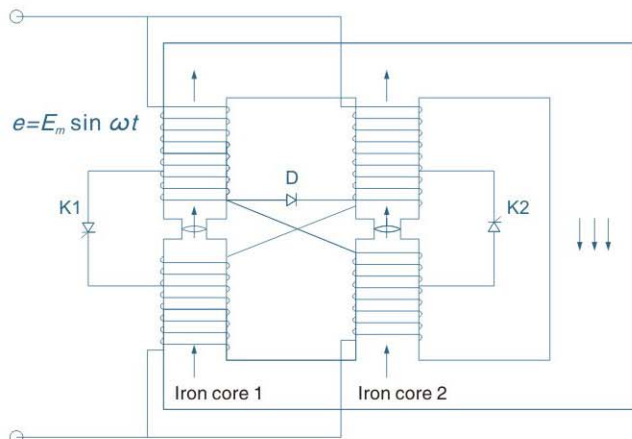 e=Eₘ sin ωt
D
K1
K2
Iron core 1
Iron core 2